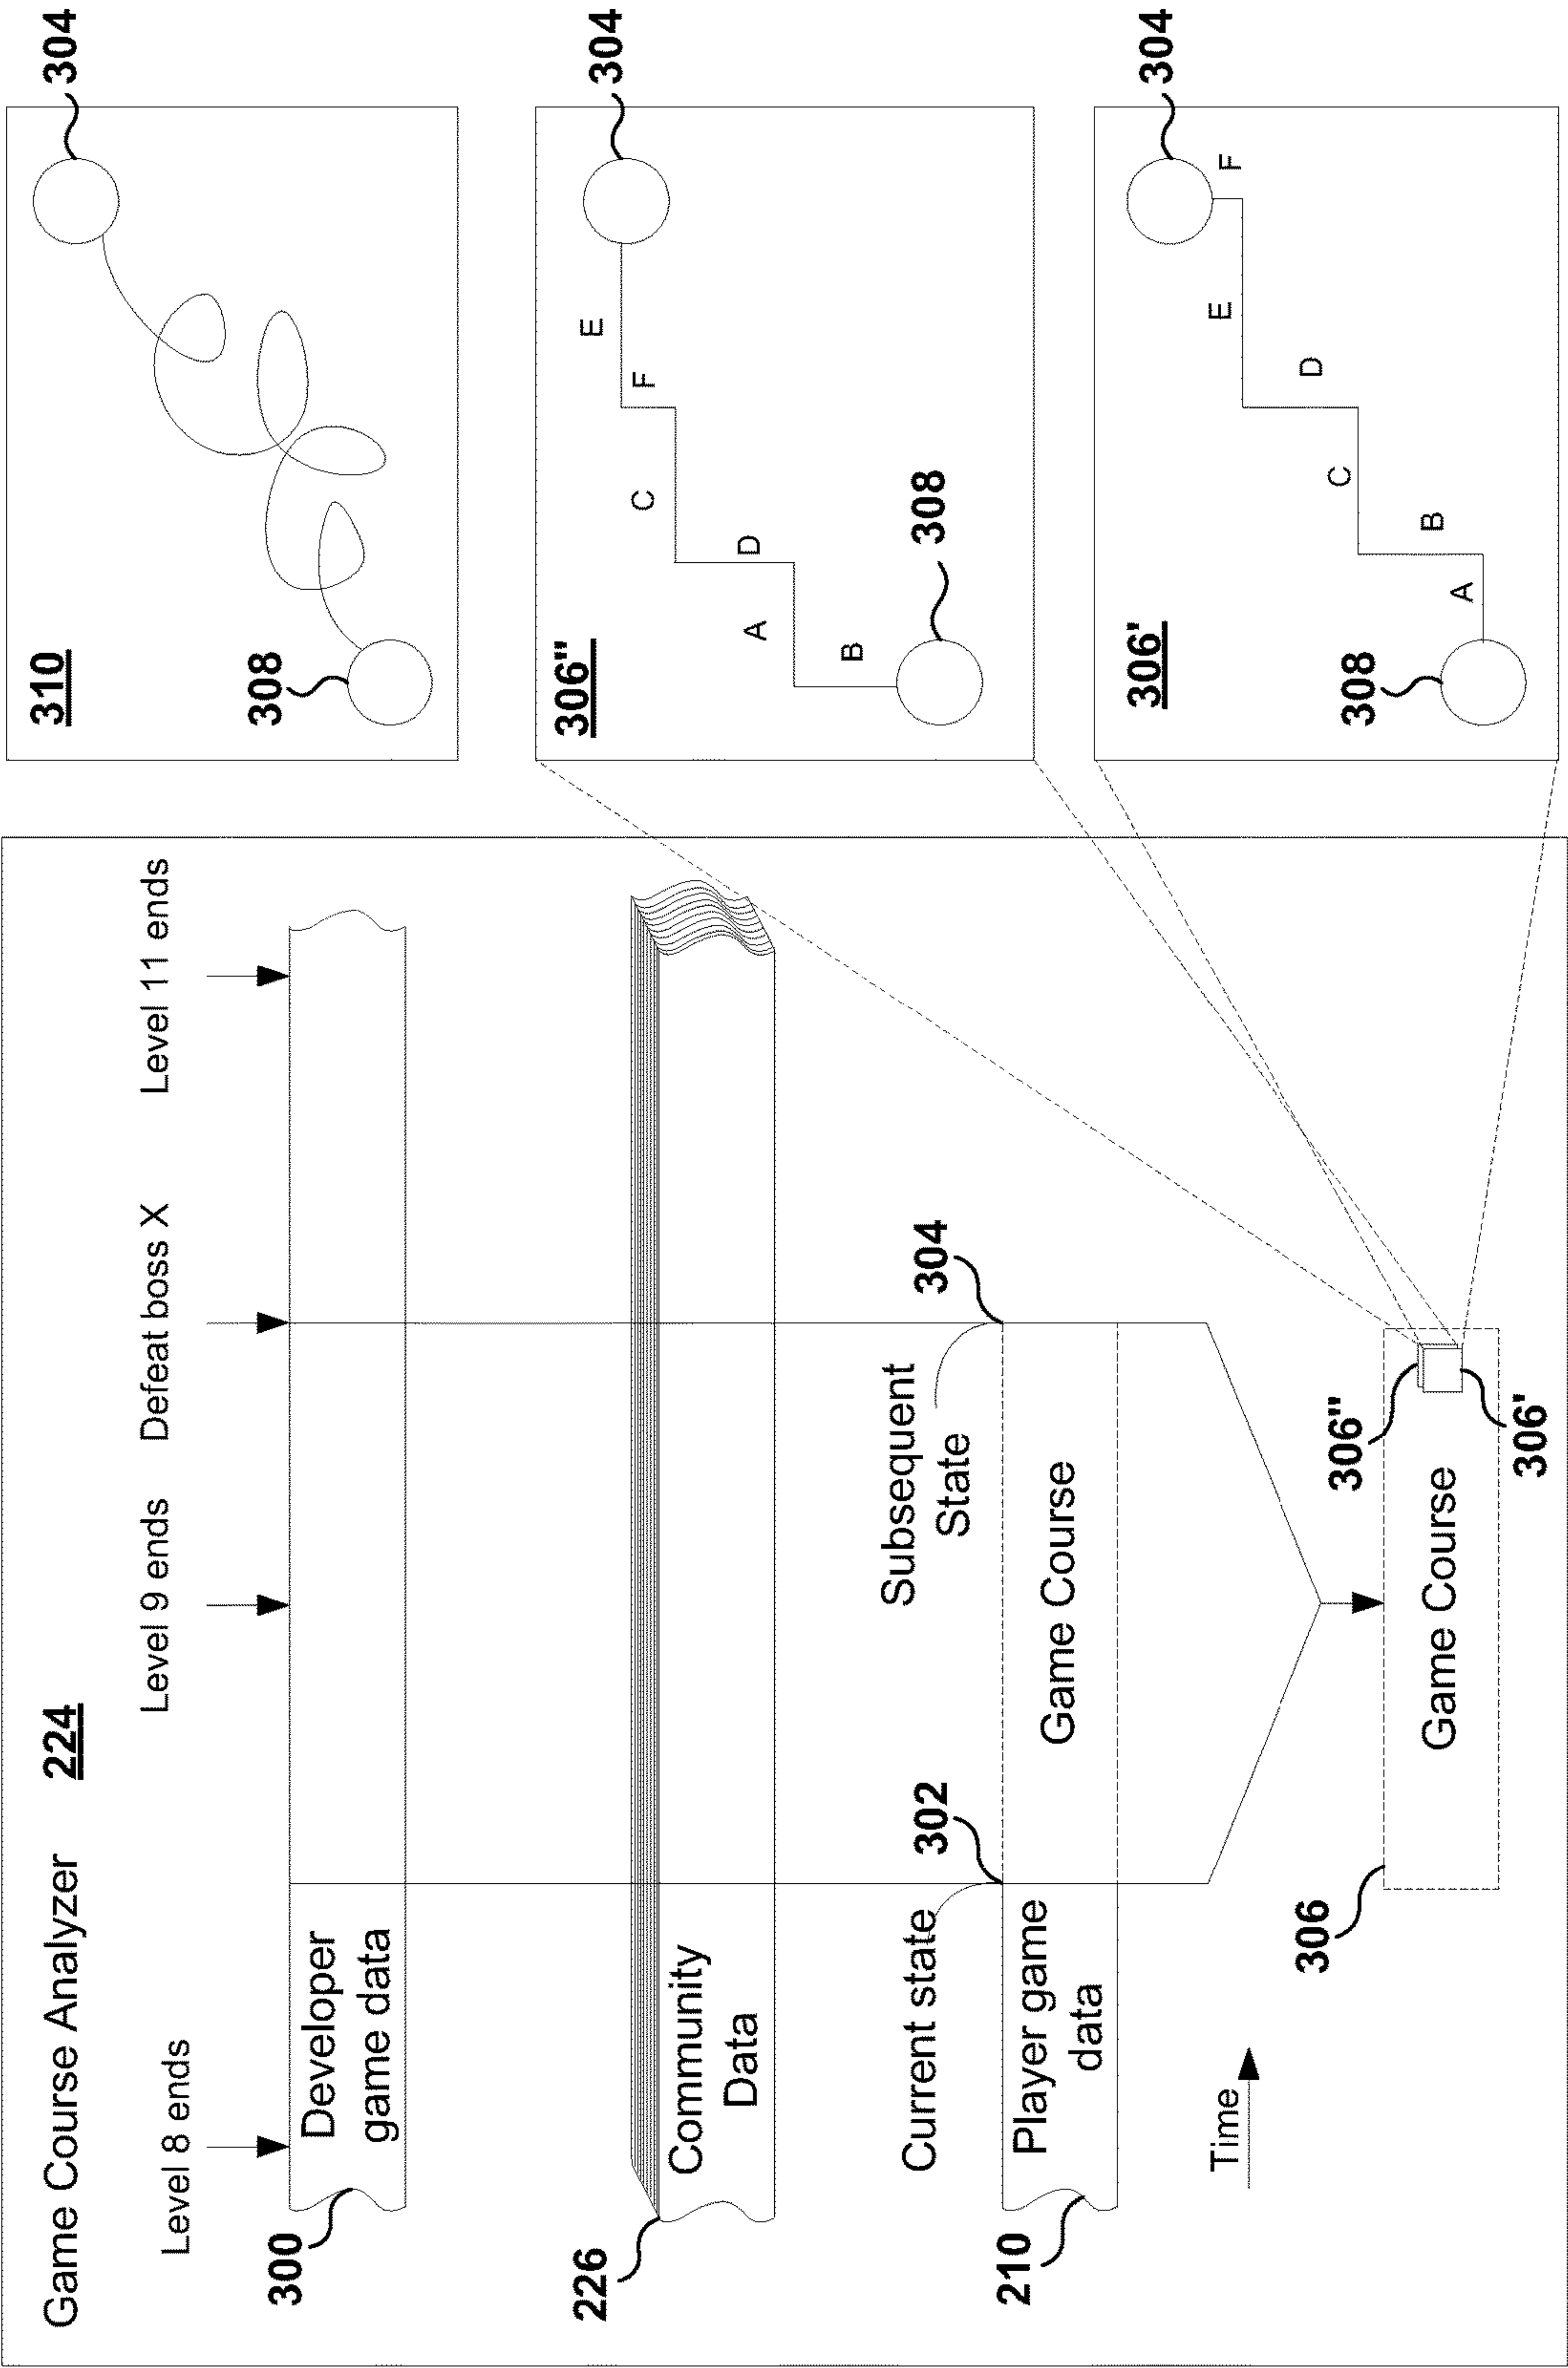 Game Course Analyzer 224
Level 8 ends
Level 9 ends
Defeat boss X
Level 11 ends
300
Developer
game data
226
Community
Data
Current state
302
Subsequent
State
304
210
Player game
data
Game Course
Time
306
Game Course
306"
306'
310
308
304
306"
308
B
A
D
C
F
E
304
306'
308
A
B
C
D
E
F
304